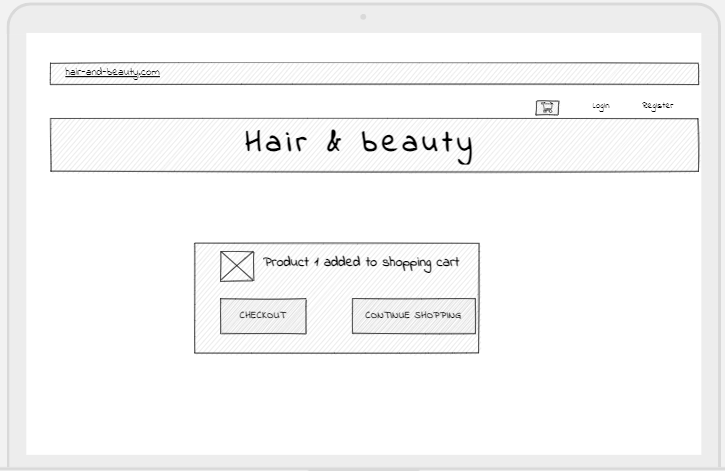 hair-and-beauty.com
Login Register
Hair & beauty
Product 1 added to shopping cart
CHECKOUT CONTINUE SHOPPING